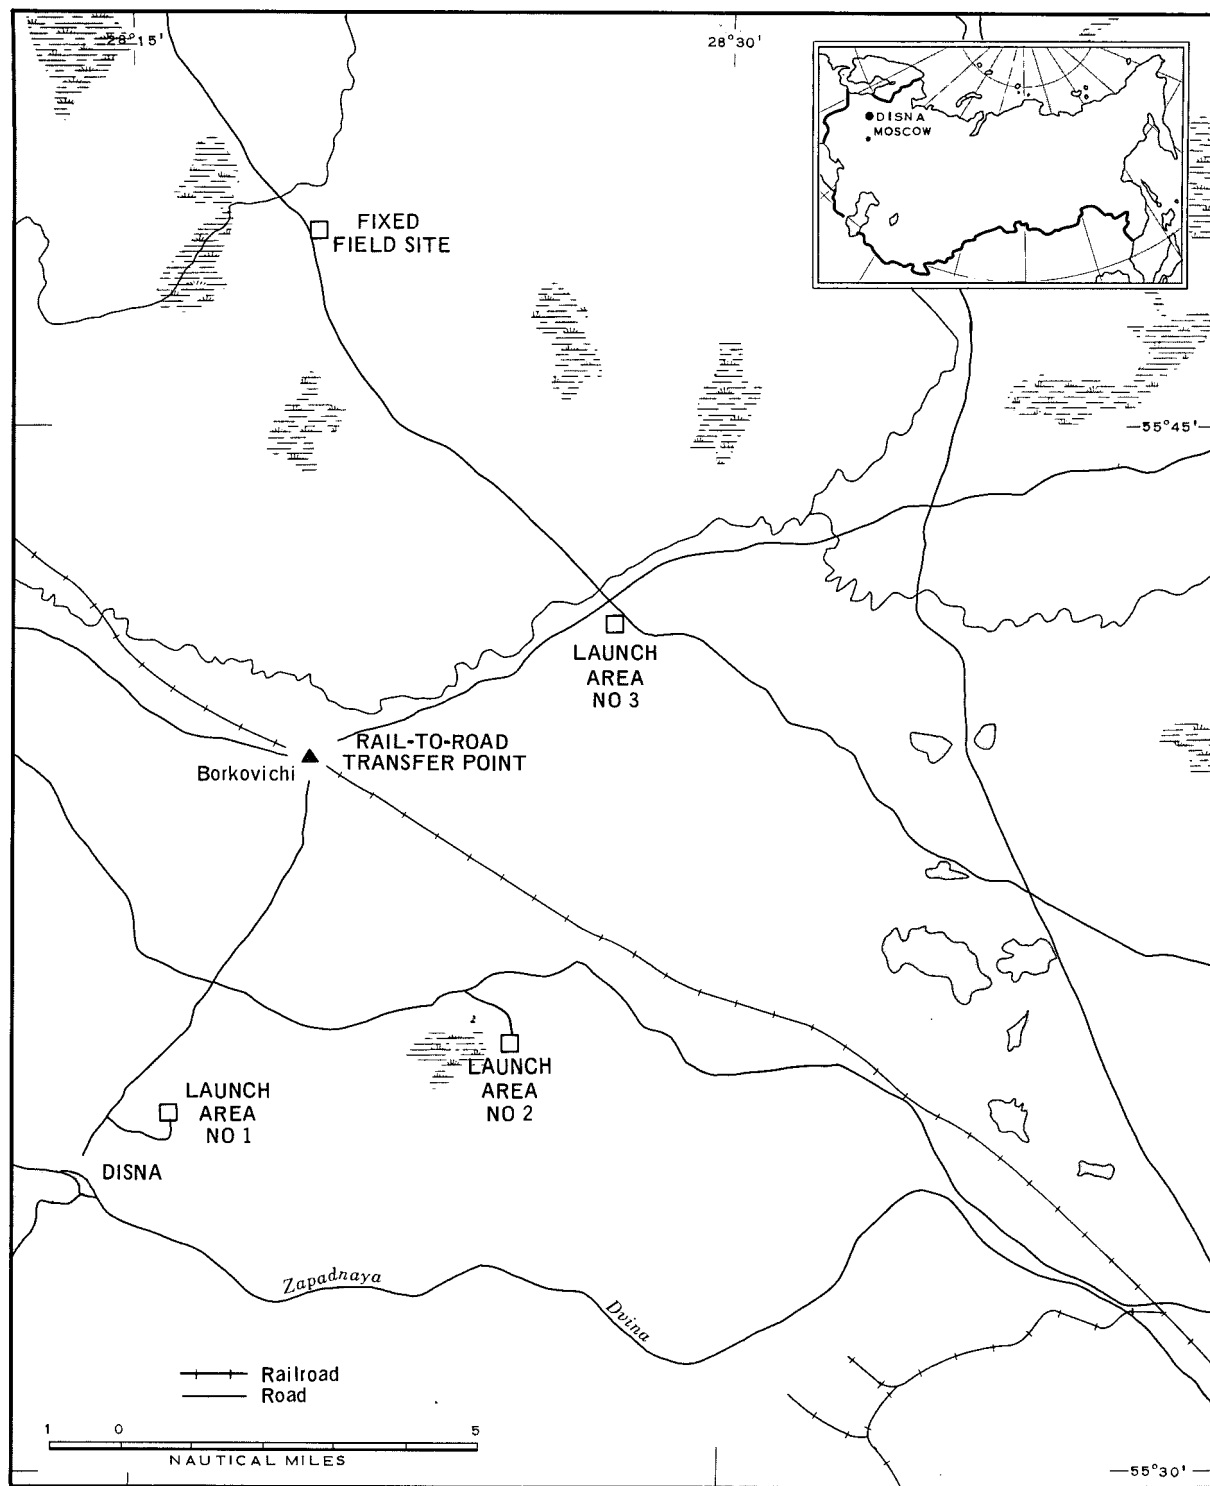 28°15'
28°30'
DISNA
MOSCOW
FIXED
FIELD SITE
55°45'
LAUNCH
AREA
NO 3
RAIL-TO-ROAD
TRANSFER POINT
Borkovichi
LAUNCH
AREA
NO 2
LAUNCH
AREA
NO 1
DISNA
Zapadnaya
Dvina
Railroad
Road
1 0 5
NAUTICAL MILES
55°30'